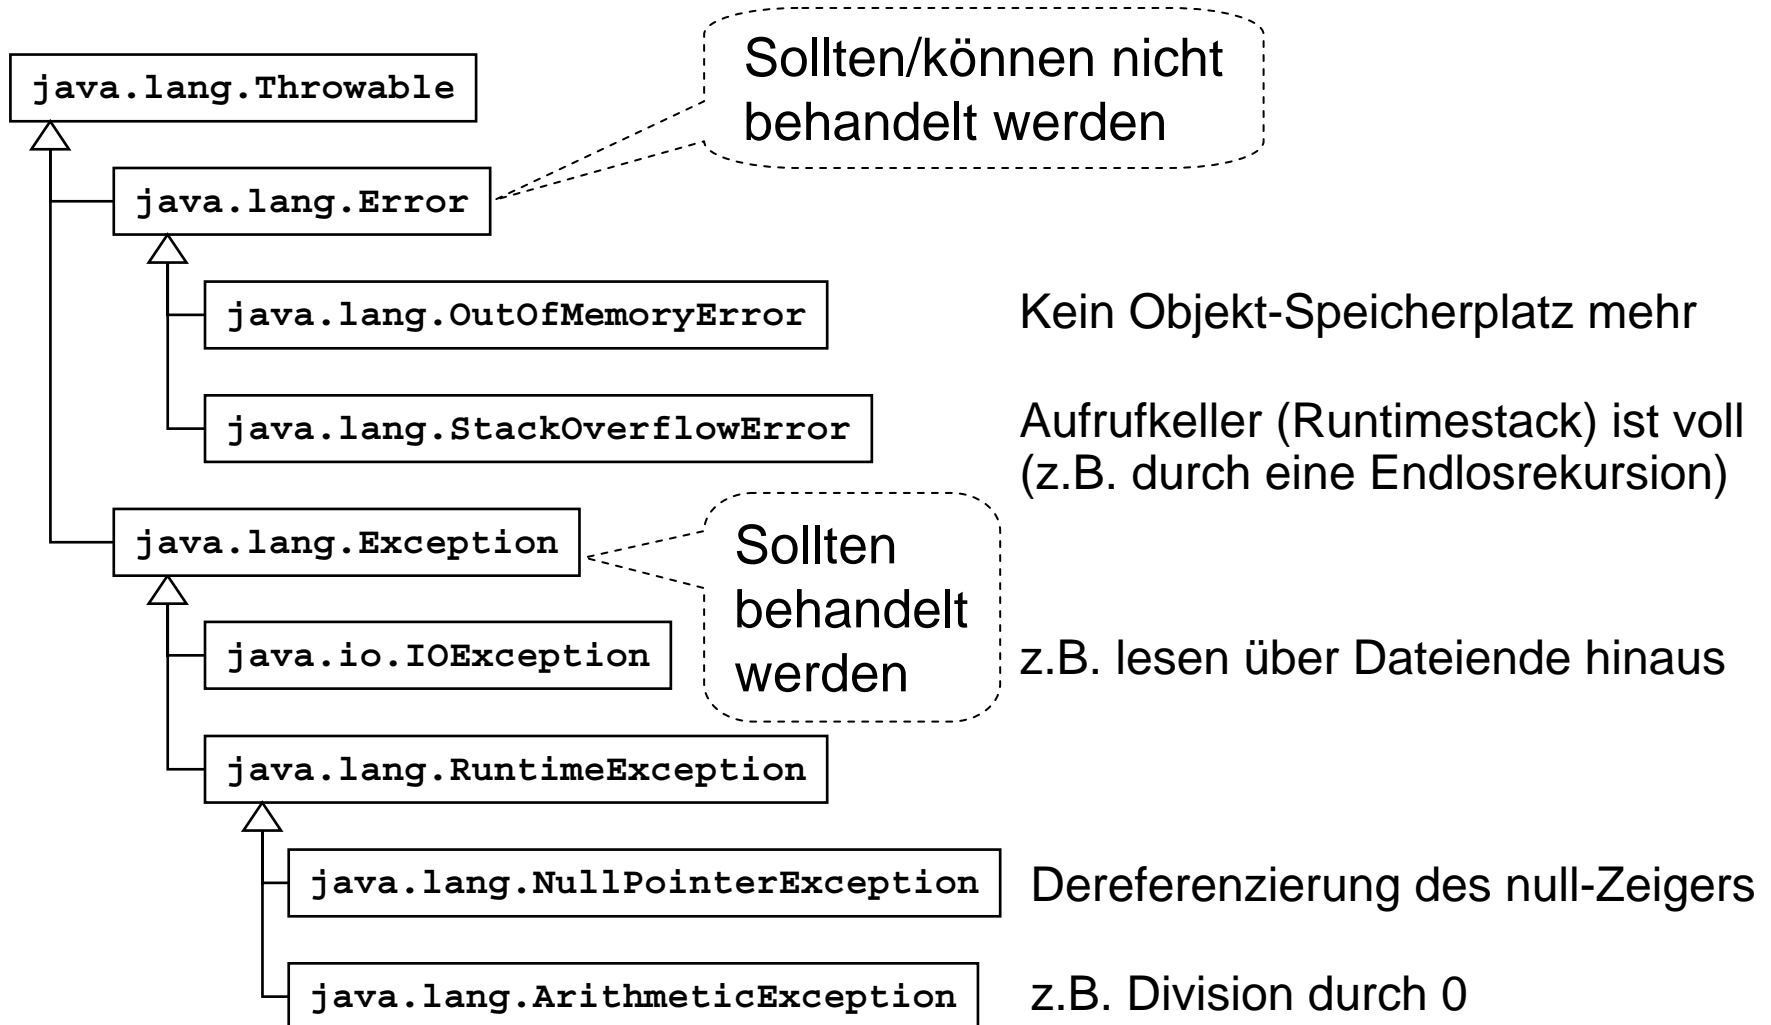 java.lang.Throwable
Sollten/können nicht
behandelt werden
java.lang.Error
java.lang.OutOfMemoryError
Kein Objekt-Speicherplatz mehr
java.lang.StackOverflowError
Aufrufkeller (Runtimestack) ist voll
(z.B. durch eine Endlosrekursion)
java.lang.Exception
Sollten
behandelt
werden
java.io.IOException
z.B. lesen über Dateiende hinaus
java.lang.RuntimeException
java.lang.NullPointerException
Dereferenzierung des null-Zeigers
java.lang.ArithmeticException
z.B. Division durch 0